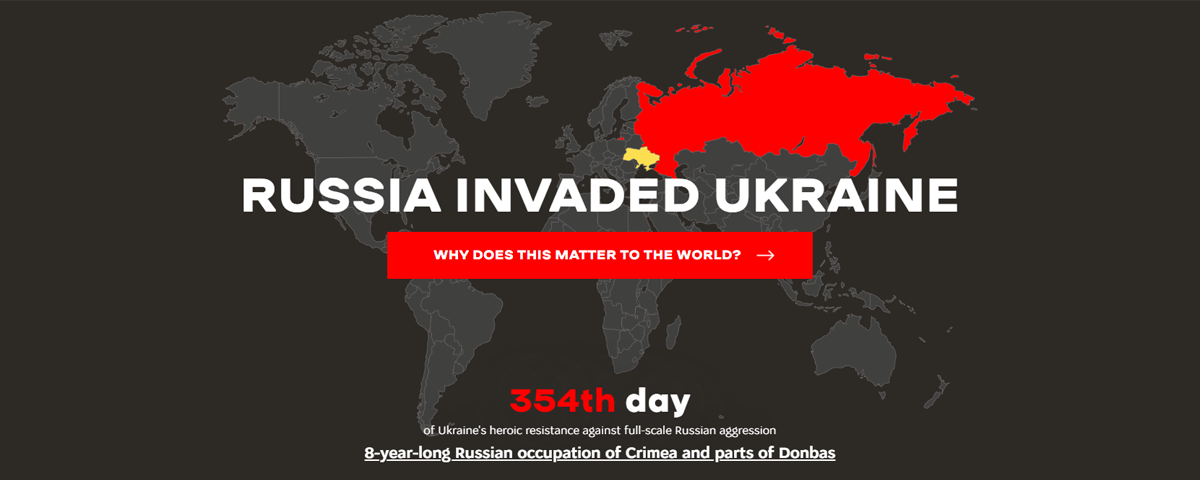 RUSSIA INVADED UKRAINE
WHY DOES THIS MATTER TO THE WORLD? →
354th day
of Ukraine's heroic resistance against full-scale Russian aggression
8-year-long Russian occupation of Crimea and parts of Donbas